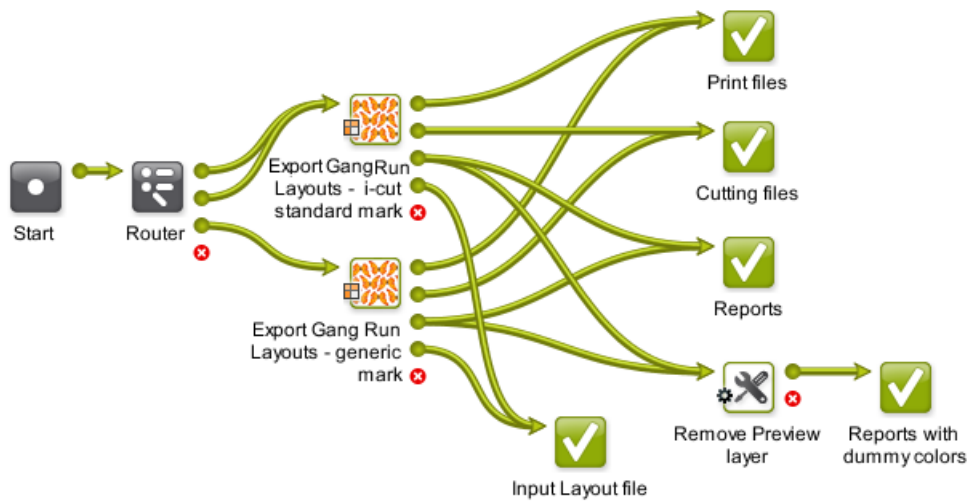 Print files
Export GangRun
Layouts - i-cut
standard mark
Cutting files
Start
Router
Reports
Export Gang Run
Layouts - generic
mark
Remove Preview
layer
Reports with
dummy colors
Input Layout file